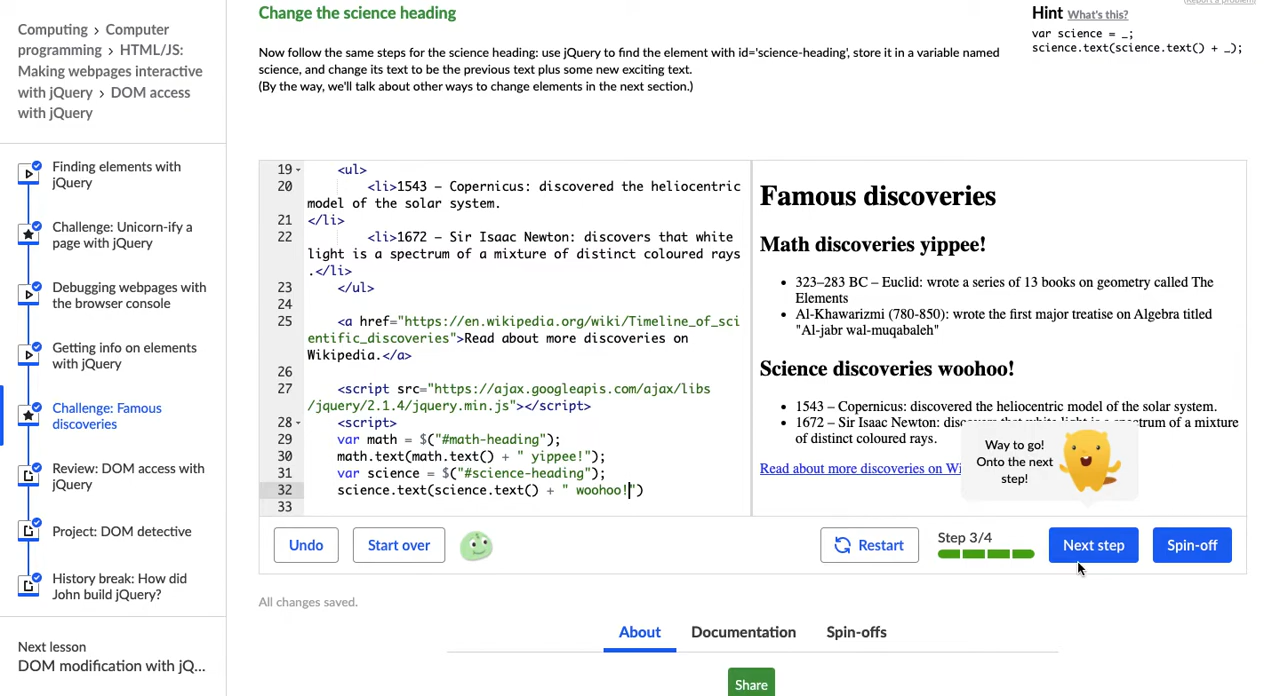 Computing > Computer
programming > HTML/JS:
Making webpages interactive
with jQuery > DOM access
with jQuery
Finding elements with
jQuery
Challenge: Unicorn-ify a
page with jQuery
Debugging webpages with
the browser console
Getting info on elements
with jQuery
Challenge: Famous
discoveries
Review: DOM access with
jQuery
Project: DOM detective
History break: How did
John build jQuery?
Next lesson
DOM modification with jQ...
Change the science heading
Now follow the same steps for the science heading: use jQuery to find the element with id='science-heading', store it in a variable named
science, and change its text to be the previous text plus some new exciting text.
(By the way, we'll talk about other ways to change elements in the next section.)
(Report a problem)
Hint What's this?
var science = _;
science.text(science.text() + _);
19 <ul>
20 <li>1543 – Copernicus: discovered the heliocentric
model of the solar system.
21 </li>
22 <li>1672 – Sir Isaac Newton: discovers that white
light is a spectrum of a mixture of distinct coloured rays
.</li>
23 </ul>
24
25 <a href="https://en.wikipedia.org/wiki/Timeline_of_sci
entific_discoveries">Read about more discoveries on
Wikipedia.</a>
26
27 <script src="https://ajax.googleapis.com/ajax/libs
/jquery/2.1.4/jquery.min.js"></script>
28 <script>
29 var math = $("#math-heading");
30 math.text(math.text() + " yippee!");
31 var science = $("#science-heading");
32 science.text(science.text() + " woohoo!")
33
Famous discoveries
Math discoveries yippee!
• 323–283 BC – Euclid: wrote a series of 13 books on geometry called The
Elements
• Al-Khawarizmi (780-850): wrote the first major treatise on Algebra titled
"Al-jabr wal-muqabaleh"
Science discoveries woohoo!
• 1543 – Copernicus: discovered the heliocentric model of the solar system.
• 1672 – Sir Isaac Newton: discovers that white light is a spectrum of a mixture
of distinct coloured rays.
Read about more discoveries on Wi
Way to go!
Onto the next
step!
Undo
Start over
Restart
Step 3/4
Next step
Spin-off
All changes saved.
About
Documentation
Spin-offs
Share